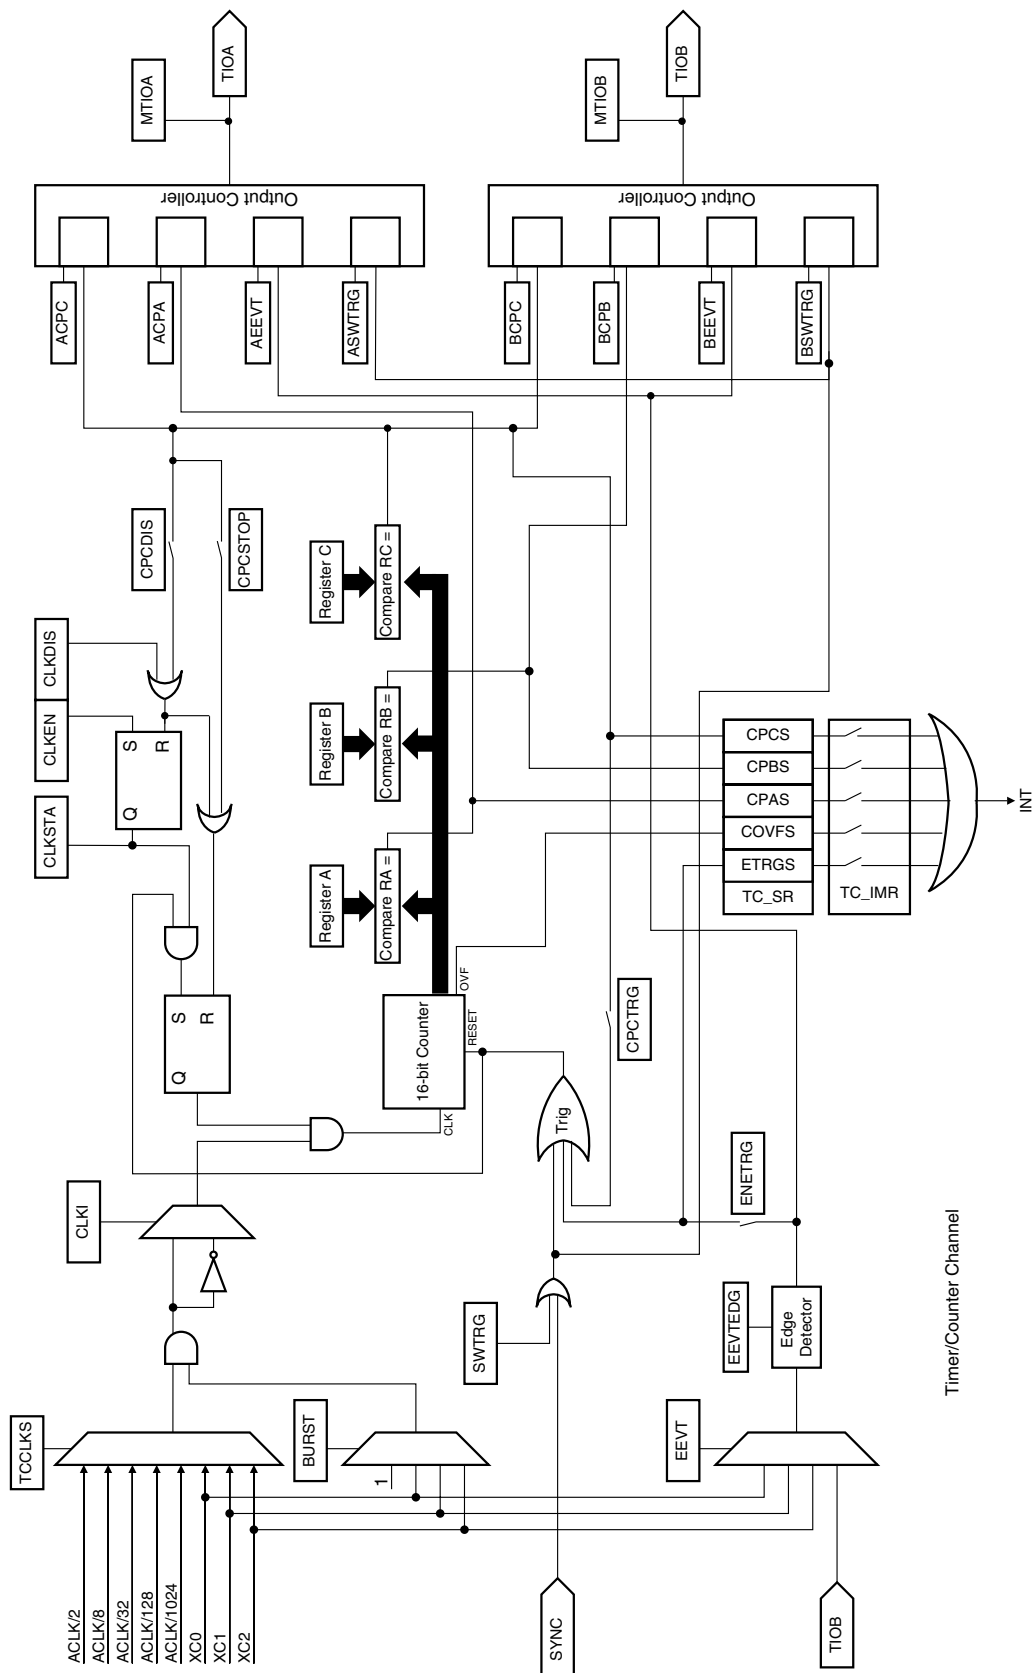 TCCLKS
ACLK/2
ACLK/8
ACLK/32
ACLK/128
ACLK/1024
XC0
XC1
XC2
CLKI
CLKSTA
CLKEN
CLKDIS
Q
S
R
Q
S
R
CPCDIS
CPCSTOP
ACPC
ACPA
AEEVT
ASWTRG
Output Controller
MTIOA
TIOA
BURST
1
Register A
Register B
Register C
Compare RA =
Compare RB =
Compare RC =
16-bit Counter
CLK
RESET
OVF
SWTRG
SYNC
Trig
CPCTRG
BCPC
BCPB
BEEVT
BSWTRG
Output Controller
MTIOB
TIOB
EEVT
EEVTEDG
Edge
Detector
ENETRG
TIOB
CPCS
CPBS
CPAS
COVFS
ETRGS
TC_SR
TC_IMR
INT
Timer/Counter Channel